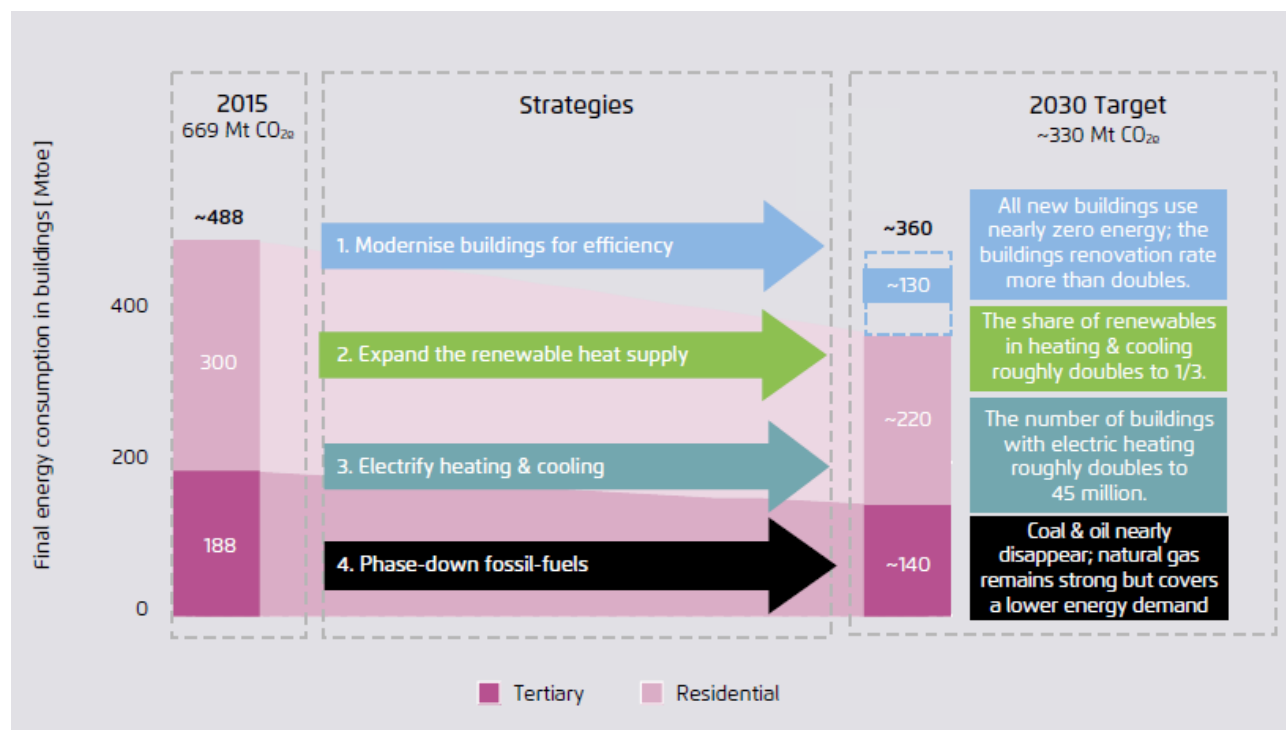 2015
669 Mt CO₂e
Strategies
2030 Target
~330 Mt CO₂e
Final energy consumption in buildings [Mtoe]
400
200
0
~488
300
188
1. Modernise buildings for efficiency
2. Expand the renewable heat supply
3. Electrify heating & cooling
4. Phase-down fossil-fuels
~360
~130
~220
~140
All new buildings use
nearly zero energy; the
buildings renovation rate
more than doubles.
The share of renewables
in heating & cooling
roughly doubles to 1/3.
The number of buildings
with electric heating
roughly doubles to
45 million.
Coal & oil nearly
disappear; natural gas
remains strong but covers
a lower energy demand
Tertiary
Residential